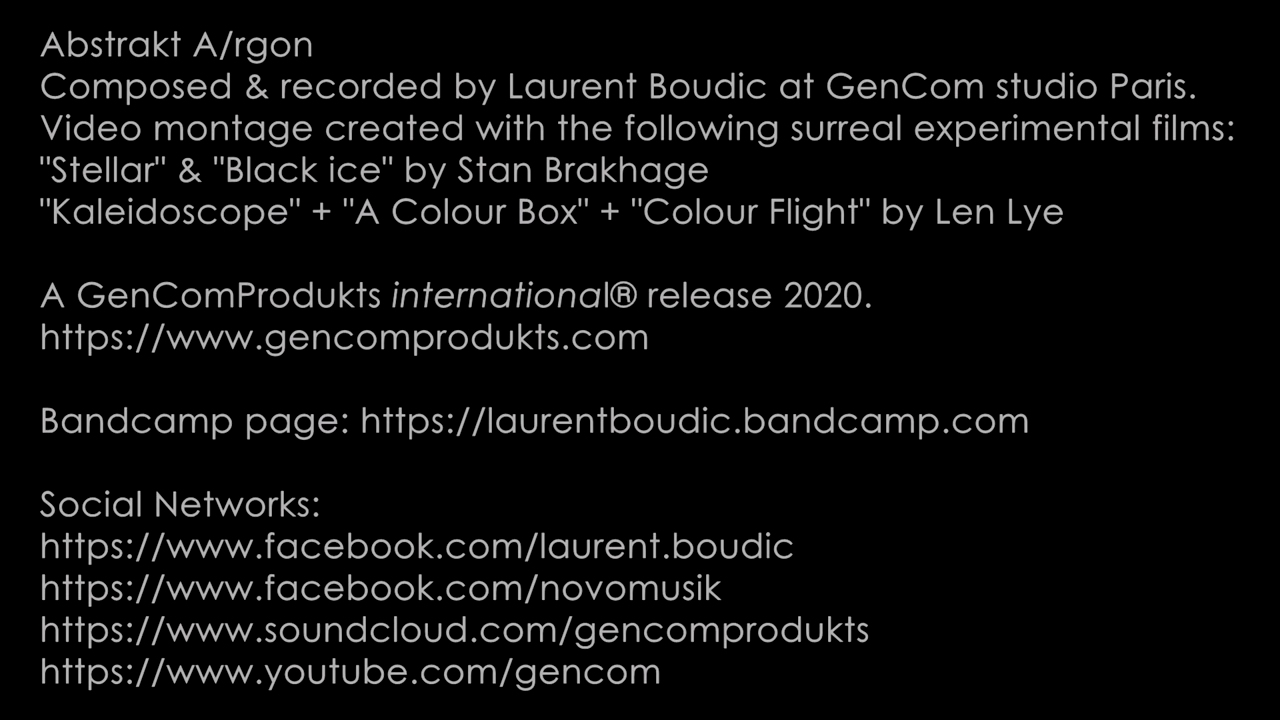 Abstrakt A/rgon
Composed & recorded by Laurent Boudic at GenCom studio Paris.
Video montage created with the following surreal experimental films:
"Stellar" & "Black ice" by Stan Brakhage
"Kaleidoscope" + "A Colour Box" + "Colour Flight" by Len Lye
A GenComProdukts international® release 2020.
https://www.gencomprodukts.com
Bandcamp page: https://laurentboudic.bandcamp.com
Social Networks:
https://www.facebook.com/laurent.boudic
https://www.facebook.com/novomusik
https://www.soundcloud.com/gencomprodukts
https://www.youtube.com/gencom